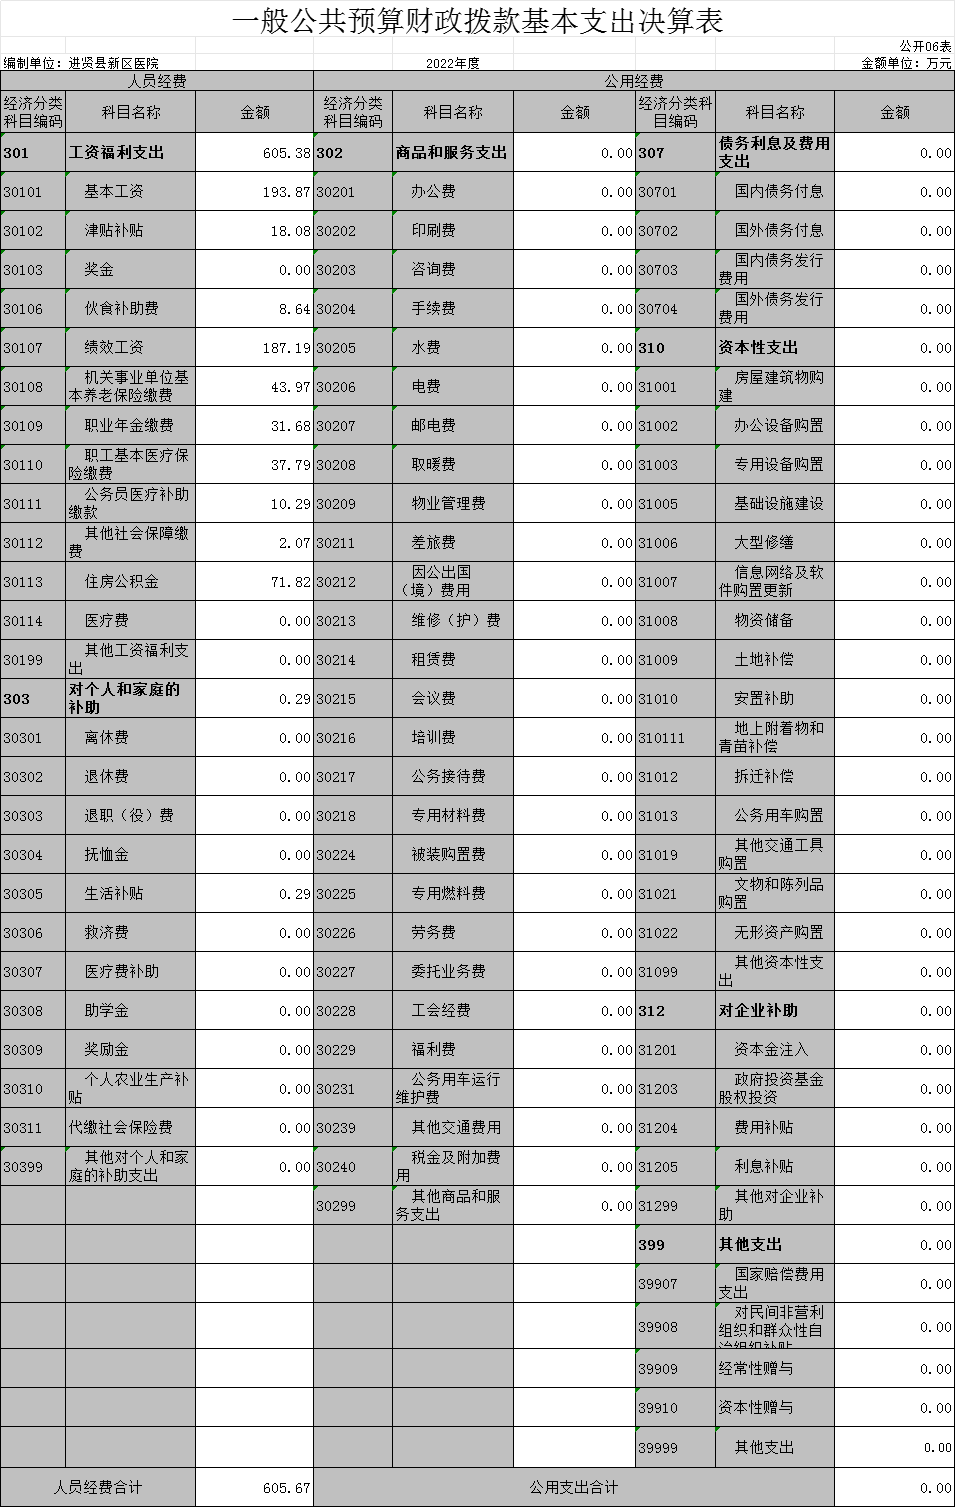 一般公共预算财政拨款基本支出决算表
公开06表
编制单位：进贤县新区医院 2022年度 金额单位：万元
人员经费 公用经费
经济分类科目编码 科目名称 金额 经济分类科目编码 科目名称 金额 经济分类科目编码 科目名称 金额
301 工资福利支出 605.38 302 商品和服务支出 0.00 307 债务利息及费用支出 0.00
30101 基本工资 193.87 30201 办公费 0.00 30701 国内债务付息 0.00
30102 津贴补贴 18.08 30202 印刷费 0.00 30702 国外债务付息 0.00
30103 奖金 0.00 30203 咨询费 0.00 30703 国内债务发行费用 0.00
30106 伙食补助费 8.64 30204 手续费 0.00 30704 国外债务发行费用 0.00
30107 绩效工资 187.19 30205 水费 0.00 310 资本性支出 0.00
30108 机关事业单位基本养老保险缴费 43.97 30206 电费 0.00 31001 房屋建筑物购建 0.00
30109 职业年金缴费 31.68 30207 邮电费 0.00 31002 办公设备购置 0.00
30110 职工基本医疗保险缴费 37.79 30208 取暖费 0.00 31003 专用设备购置 0.00
30111 公务员医疗补助缴款 10.29 30209 物业管理费 0.00 31005 基础设施建设 0.00
30112 其他社会保障缴费 2.07 30211 差旅费 0.00 31006 大型修缮 0.00
30113 住房公积金 71.82 30212 因公出国（境）费用 0.00 31007 信息网络及软件购置更新 0.00
30114 医疗费 0.00 30213 维修（护）费 0.00 31008 物资储备 0.00
30199 其他工资福利支出 0.00 30214 租赁费 0.00 31009 土地补偿 0.00
303 对个人和家庭的补助 0.29 30215 会议费 0.00 31010 安置补助 0.00
30301 离休费 0.00 30216 培训费 0.00 310111 地上附着物和青苗补偿 0.00
30302 退休费 0.00 30217 公务接待费 0.00 31012 拆迁补偿 0.00
30303 退职（役）费 0.00 30218 专用材料费 0.00 31013 公务用车购置 0.00
30304 抚恤金 0.00 30224 被装购置费 0.00 31019 其他交通工具购置 0.00
30305 生活补贴 0.29 30225 专用燃料费 0.00 31021 文物和陈列品购置 0.00
30306 救济费 0.00 30226 劳务费 0.00 31022 无形资产购置 0.00
30307 医疗费补助 0.00 30227 委托业务费 0.00 31099 其他资本性支出 0.00
30308 助学金 0.00 30228 工会经费 0.00 312 对企业补助 0.00
30309 奖励金 0.00 30229 福利费 0.00 31201 资本金注入 0.00
30310 个人农业生产补贴 0.00 30231 公务用车运行维护费 0.00 31203 政府投资基金股权投资 0.00
30311 代缴社会保险费 0.00 30239 其他交通费用 0.00 31204 费用补贴 0.00
30399 其他对个人和家庭的补助支出 0.00 30240 税金及附加费用 0.00 31205 利息补贴 0.00
30299 其他商品和服务支出 0.00 31299 其他对企业补助 0.00
399 其他支出 0.00
39907 国家赔偿费用支出 0.00
39908 对民间非营利组织和群众性自治组织补贴 0.00
39909 经常性赠与 0.00
39910 资本性赠与 0.00
39999 其他支出 0.00
人员经费合计 605.67 公用支出合计 0.00